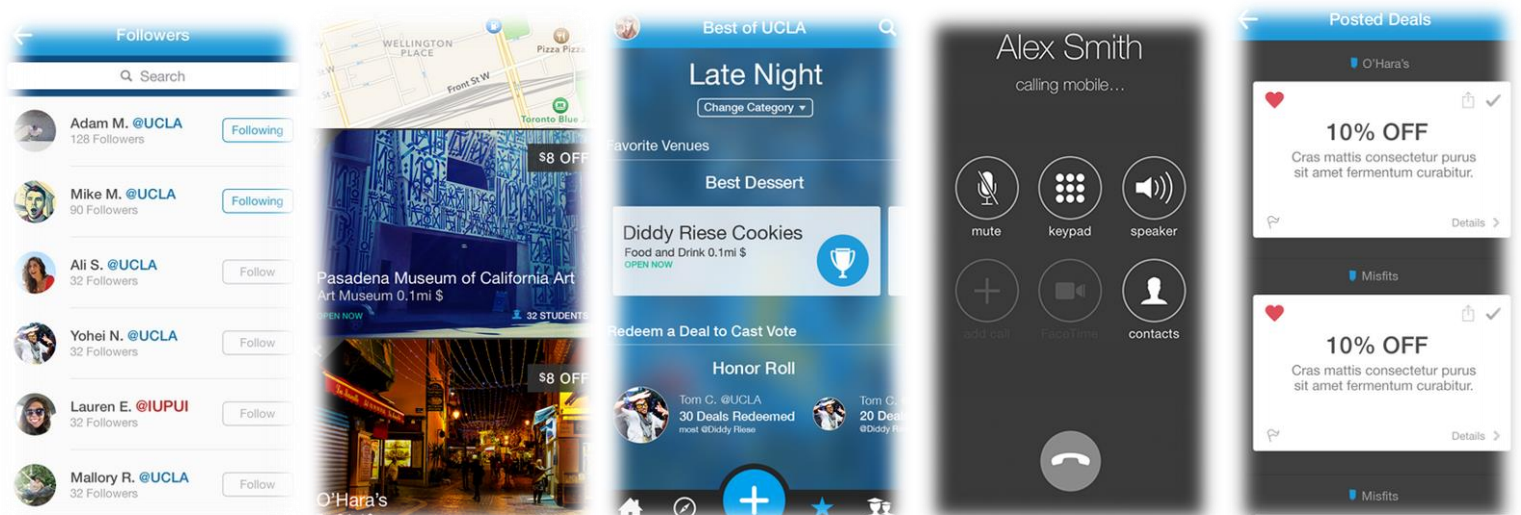 Followers
Search
Adam M. @UCLA
128 Followers
Following
Mike M. @UCLA
90 Followers
Following
Ali S. @UCLA
32 Followers
Follow
Yohei N. @UCLA
32 Followers
Follow
Lauren E. @IUPUI
32 Followers
Follow
Mallory R. @UCLA
32 Followers
Follow
WELLINGTON
PLACE
Pizza Pizza
Front St W
Toronto Blue J
$8 OFF
Pasadena Museum of California Art
Art Museum 0.1mi $
OPEN NOW
32 STUDENTS
$8 OFF
O'Hara's
Best of UCLA
Late Night
Change Category
Favorite Venues
Best Dessert
Diddy Riese Cookies
Food and Drink 0.1mi $
OPEN NOW
Redeem a Deal to Cast Vote
Honor Roll
Tom C. @UCLA
30 Deals Redeemed
most @Diddy Riese
Tom C.
20 Deal
@Diddy
Alex Smith
calling mobile...
mute
keypad
speaker
add call
FaceTime
contacts
Posted Deals
O'Hara's
10% OFF
Cras mattis consectetur purus
sit amet fermentum curabitur.
Details
Misfits
10% OFF
Cras mattis consectetur purus
sit amet fermentum curabitur.
Details
Misfits